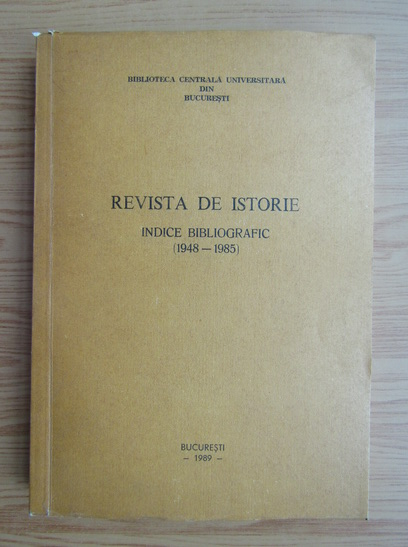 BIBLIOTECA CENTRALĂ UNIVERSITARĂ
DIN
BUCUREȘTI
REVISTA DE ISTORIE
INDICE BIBLIOGRAFIC
(1948 — 1985)
BUCUREȘTI
– 1989 –